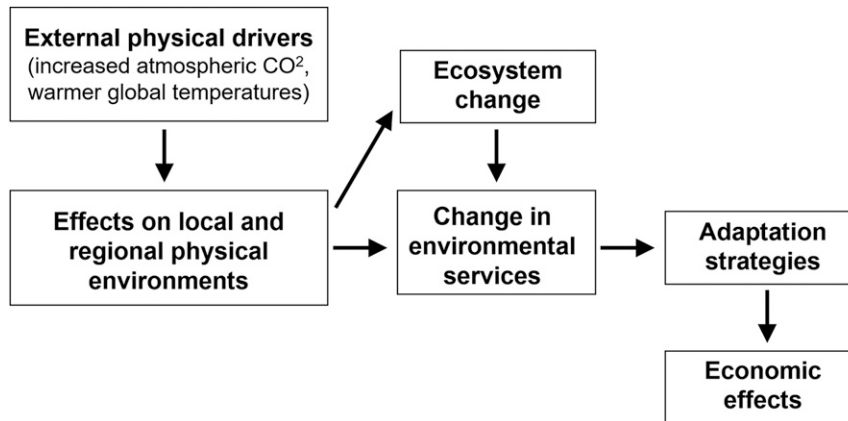 External physical drivers
(increased atmospheric CO²,
warmer global temperatures)
Ecosystem
change
Effects on local and
regional physical
environments
Change in
environmental
services
Adaptation
strategies
Economic
effects